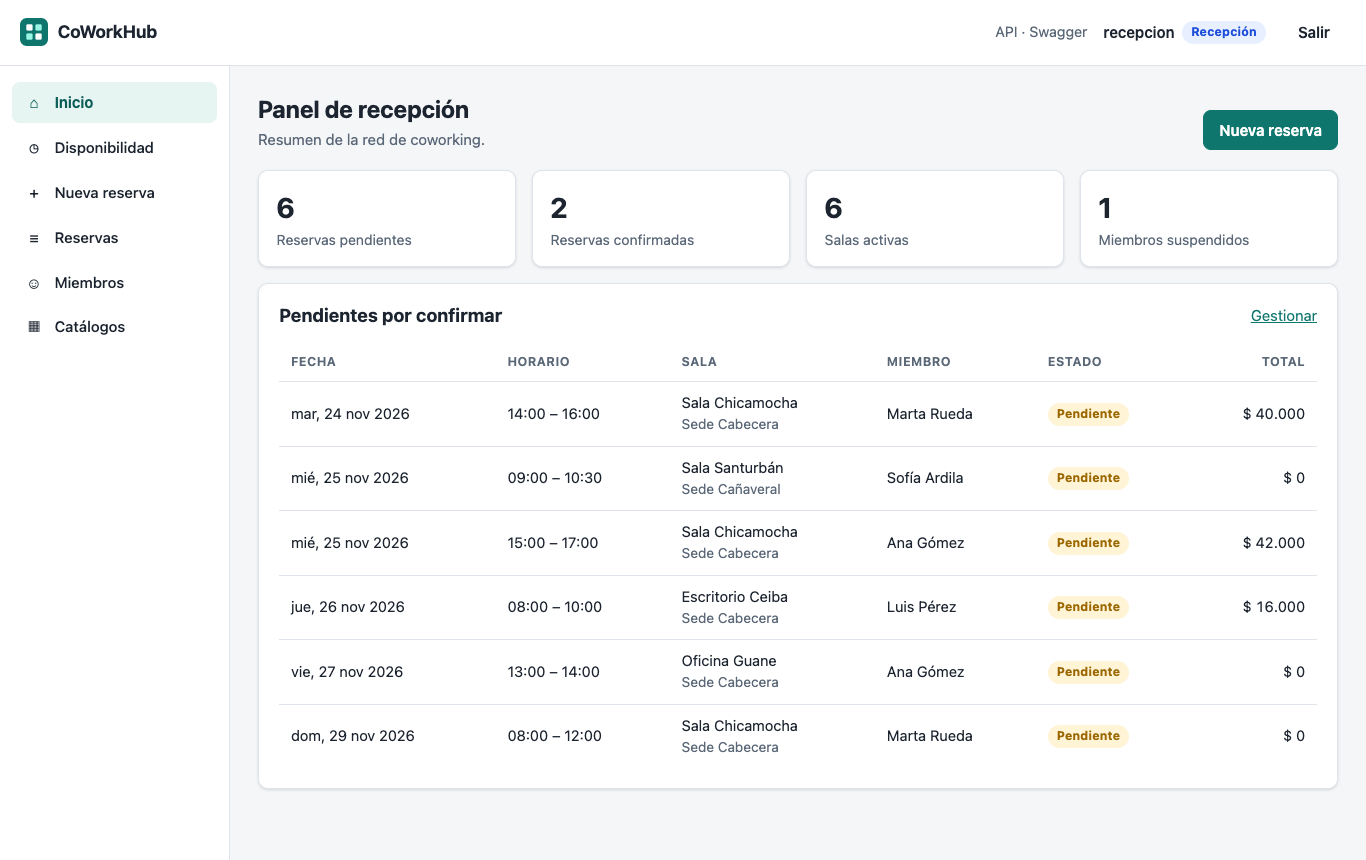 CoWorkHub
API · Swagger
recepcion
Recepción
Salir
Inicio
Disponibilidad
+ Nueva reserva
Reservas
Miembros
Catálogos
Panel de recepción
Resumen de la red de coworking.
Nueva reserva
6
Reservas pendientes
2
Reservas confirmadas
6
Salas activas
1
Miembros suspendidos
Pendientes por confirmar
Gestionar
FECHA HORARIO SALA MIEMBRO ESTADO TOTAL
mar, 24 nov 2026 14:00 – 16:00 Sala Chicamocha Marta Rueda Pendiente $ 40.000
Sede Cabecera
mié, 25 nov 2026 09:00 – 10:30 Sala Santurbán Sofía Ardila Pendiente $ 0
Sede Cañaveral
mié, 25 nov 2026 15:00 – 17:00 Sala Chicamocha Ana Gómez Pendiente $ 42.000
Sede Cabecera
jue, 26 nov 2026 08:00 – 10:00 Escritorio Ceiba Luis Pérez Pendiente $ 16.000
Sede Cabecera
vie, 27 nov 2026 13:00 – 14:00 Oficina Guane Ana Gómez Pendiente $ 0
Sede Cabecera
dom, 29 nov 2026 08:00 – 12:00 Sala Chicamocha Marta Rueda Pendiente $ 0
Sede Cabecera